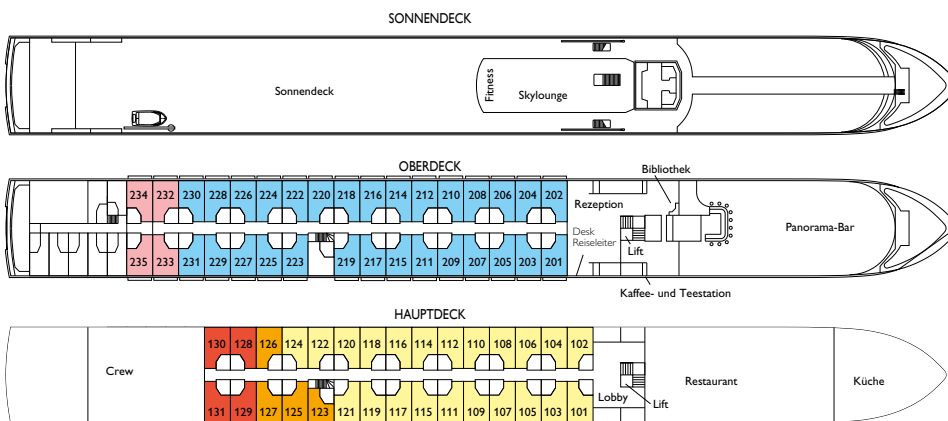 SONNENDECK
Sonnendeck
Fitness
Skylounge
OBERDECK
Bibliothek
234 232 230 228 226 224 222 220 218 216 214 212 210 208 206 204 202
Rezeption
Desk
Reiseleiter
Lift
Panorama-Bar
235 233 231 229 227 225 223 219 217 215 211 209 207 205 203 201
Kaffee- und Teestation
HAUPTDECK
130 128 126 124 122 120 118 116 114 112 110 108 106 104 102
Crew
Restaurant
Küche
Lobby
Lift
131 129 127 125 123 121 119 117 115 111 109 107 105 103 101